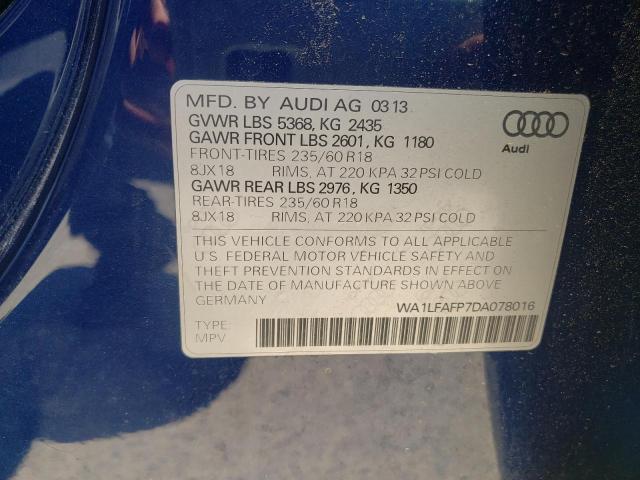 MFD. BY AUDI AG 03 13
GVWR LBS 5368, KG 2435
GAWR FRONT LBS 2601, KG 1180
FRONT-TIRES 235/60 R18
8JX18 RIMS, AT 220 KPA 32 PSI COLD
GAWR REAR LBS 2976, KG 1350
REAR-TIRES 235/60 R18
8JX18 RIMS, AT 220 KPA 32 PSI COLD
Audi
THIS VEHICLE CONFORMS TO ALL APPLICABLE
U.S. FEDERAL MOTOR VEHICLE SAFETY AND
THEFT PREVENTION STANDARDS IN EFFECT ON
THE DATE OF MANUFACTURE SHOWN ABOVE.
GERMANY
WA1LFAFP7DA078016
TYPE:
MPV